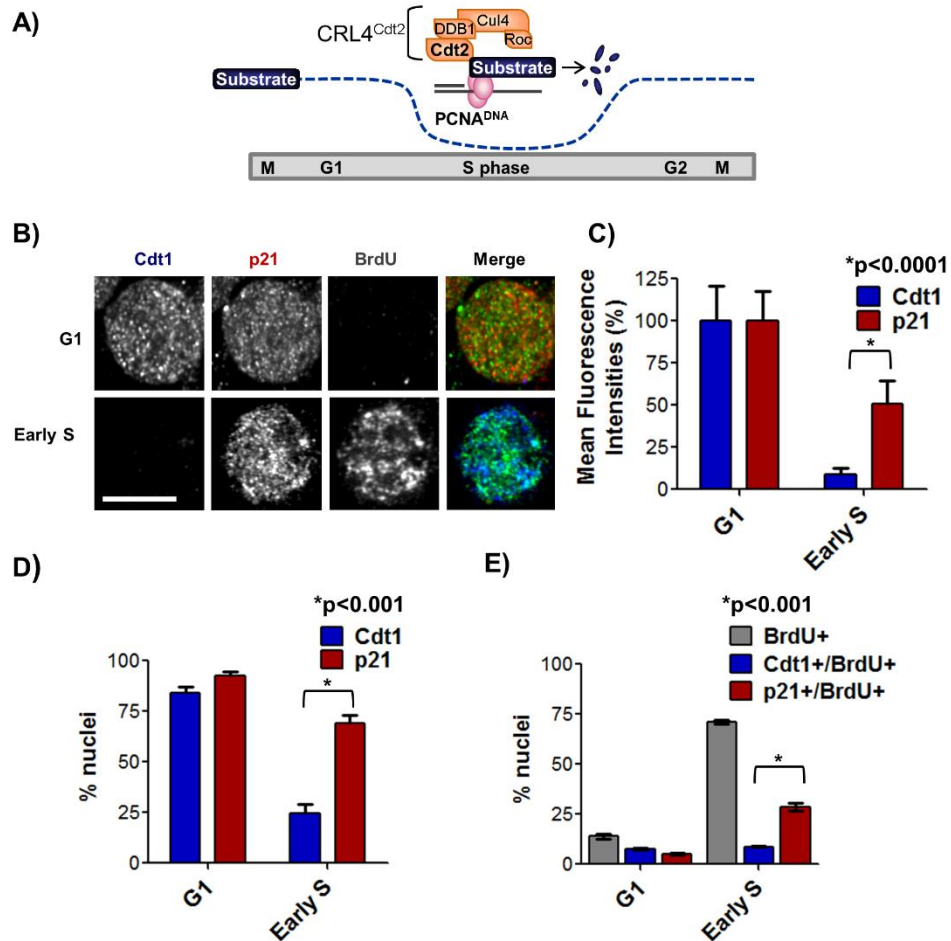 A)
CRL4Cdt2
DDB1
Cul4
Roc
Cdt2
Substrate
Substrate
PCNADNA
M G1 S phase G2 M
B)
Cdt1 p21 BrdU Merge
G1
Early S
C)
*p<0.0001
Cdt1
p21
*
Mean Fluorescence
Intensities (%)
125
100
75
50
25
0
G1
Early S
D)
*p<0.001
Cdt1
p21
*
% nuclei
100
75
50
25
0
G1
Early S
E)
*p<0.001
BrdU+
Cdt1+/BrdU+
p21+/BrdU+
*
% nuclei
100
75
50
25
0
G1
Early S